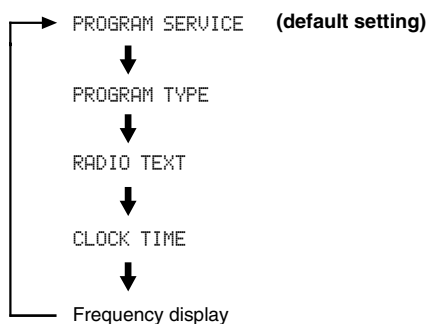 PROGRAM SERVICE (default setting)
PROGRAM TYPE
RADIO TEXT
CLOCK TIME
Frequency display